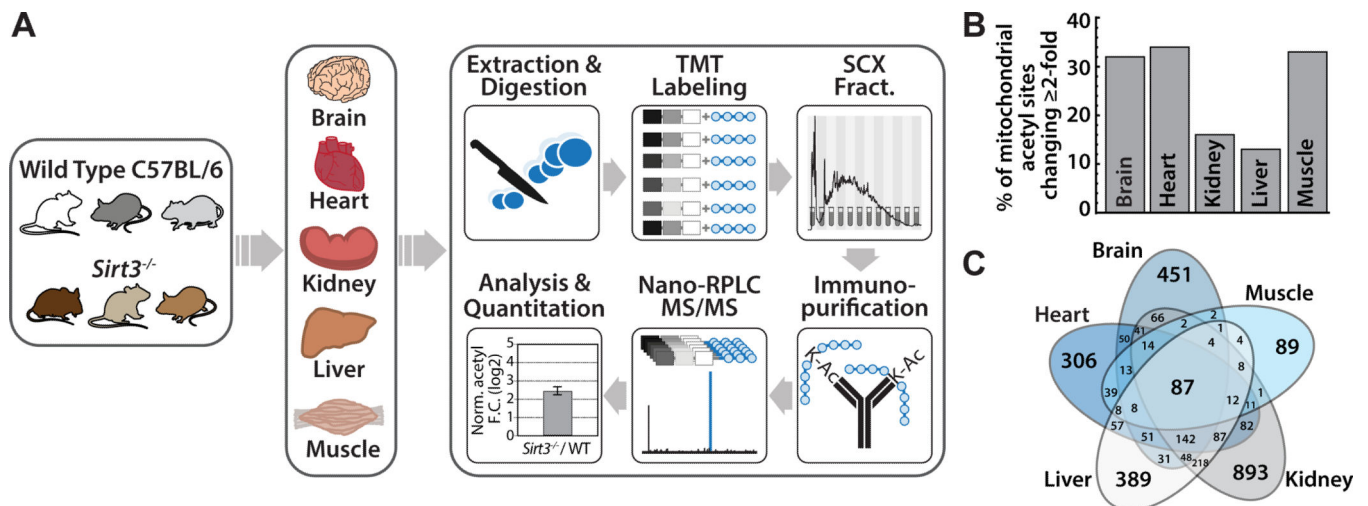 A
Wild Type C57BL/6
Sirt3-/-
Brain
Heart
Kidney
Liver
Muscle
Extraction &
Digestion
TMT
Labeling
+
+
+
+
+
+
SCX
Fract.
Analysis &
Quantitation
Norm. acetyl
F.C. (log2)
5
4
3
2
1
0
Sirt3-/- / WT
Nano-RPLC
MS/MS
Immuno-
purification
K-Ac
K-Ac
B
% of mitochondrial
acetyl sites
changing ≥2-fold
40
30
20
10
0
Brain
Heart
Kidney
Liver
Muscle
C
Brain
451
Muscle
Heart
66
2
2
1
41
50
14
4
4
306
89
13
8
87
39
1
12
11
8
8
57
82
51
142
87
31
48
218
Liver
389
893
Kidney